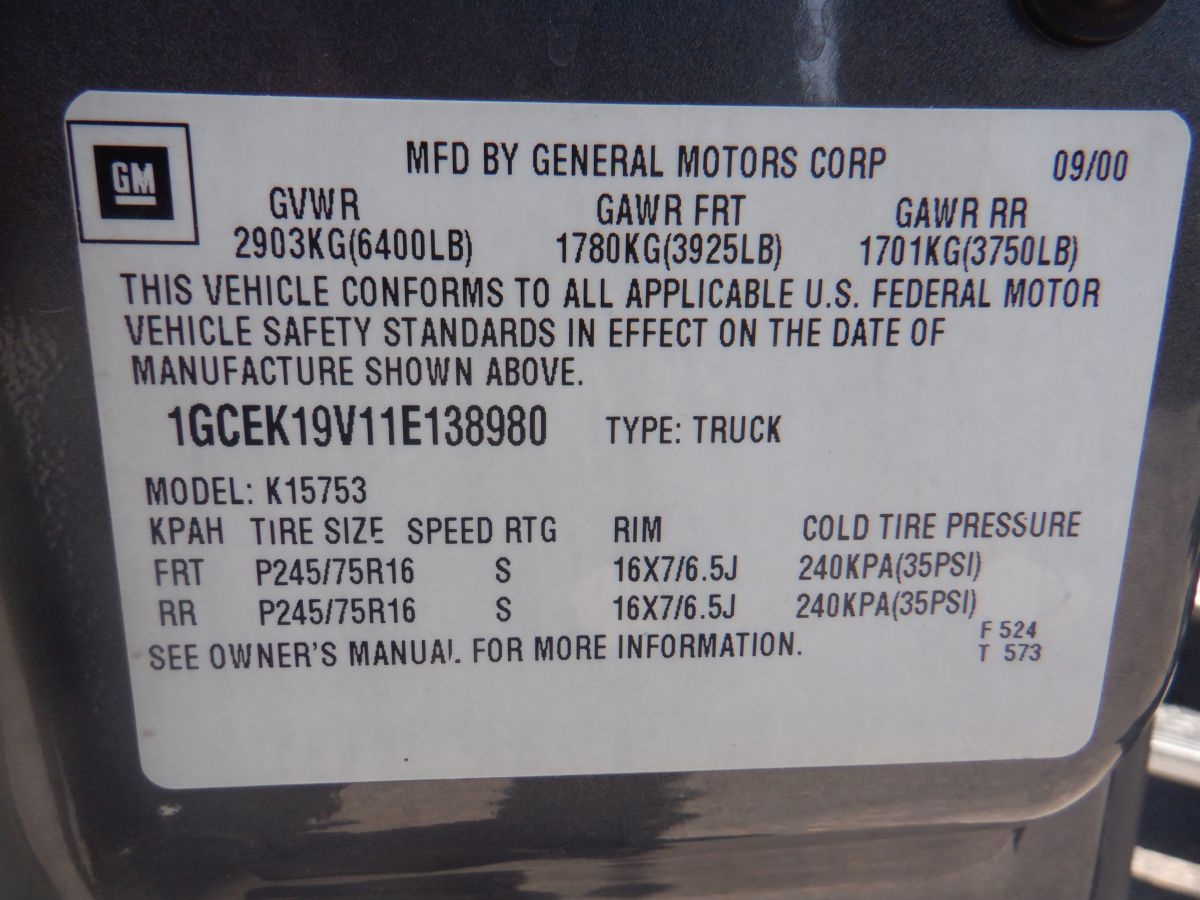 GM
MFD BY GENERAL MOTORS CORP 09/00
GVWR GAWR FRT GAWR RR
2903KG(6400LB) 1780KG(3925LB) 1701KG(3750LB)
THIS VEHICLE CONFORMS TO ALL APPLICABLE U.S. FEDERAL MOTOR
VEHICLE SAFETY STANDARDS IN EFFECT ON THE DATE OF
MANUFACTURE SHOWN ABOVE.
1GCEK19V11E138980 TYPE: TRUCK
MODEL: K15753
KPAH TIRE SIZE SPEED RTG RIM COLD TIRE PRESSURE
FRT P245/75R16 S 16X7/6.5J 240KPA(35PSI)
RR P245/75R16 S 16X7/6.5J 240KPA(35PSI)
F 524
SEE OWNER'S MANUAL FOR MORE INFORMATION. T 573